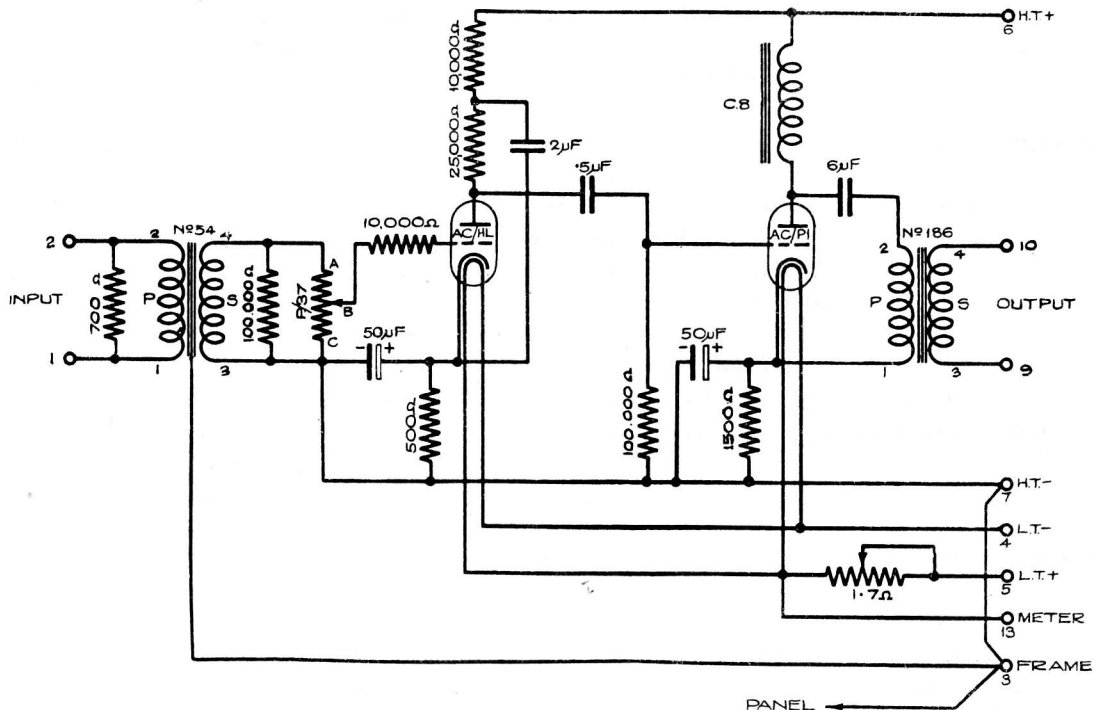 H.T.+
6
10,000Ω
25,000Ω
C.8
2µF
.5µF
6µF
Nº54
10,000Ω
AC/HL
AC/P1
Nº186
2
2
4
A
2
4
10
INPUT
700Ω
P
S
100.000Ω
P/37
B
P
S
OUTPUT
C
50µF
- +
50µF
- +
1
1
3
1
3
9
500Ω
100.000Ω
1500Ω
H.T.-
7
L.T.-
4
L.T.+
5
1.7Ω
METER
13
FRAME
3
PANEL